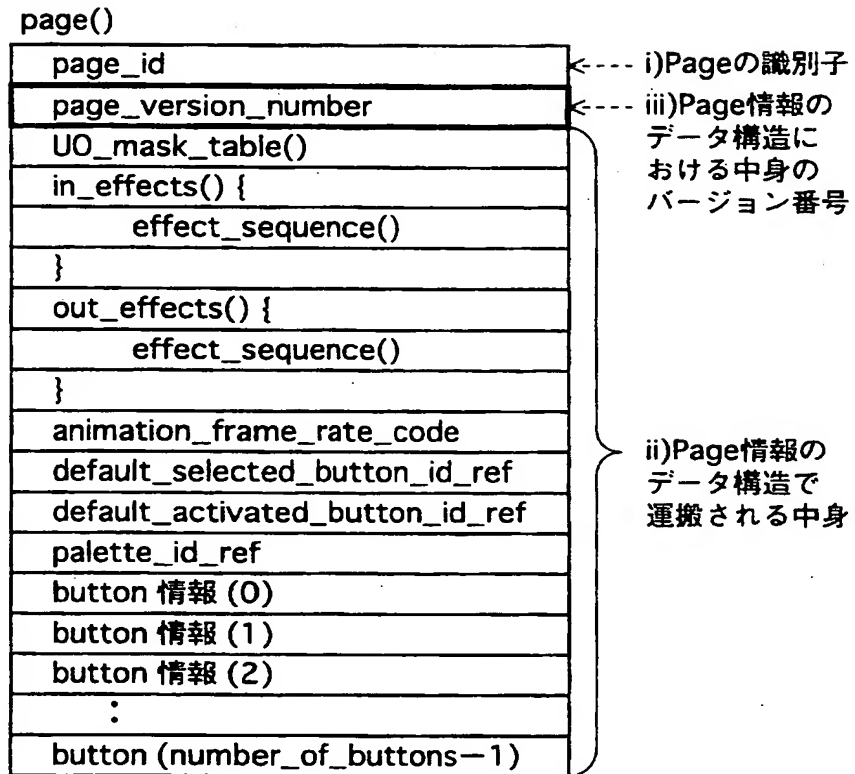 page()
page_id
page_version_number
UO_mask_table()
in_effects() {
effect_sequence()
}
out_effects() {
effect_sequence()
}
animation_frame_rate_code
default_selected_button_id_ref
default_activated_button_id_ref
palette_id_ref
button 情報 (0)
button 情報 (1)
button 情報 (2)
:
button (number_of_buttons－1)
i)Pageの識別子
iii)Page情報の
データ構造に
おける中身の
バージョン番号
ii)Page情報の
データ構造で
運搬される中身